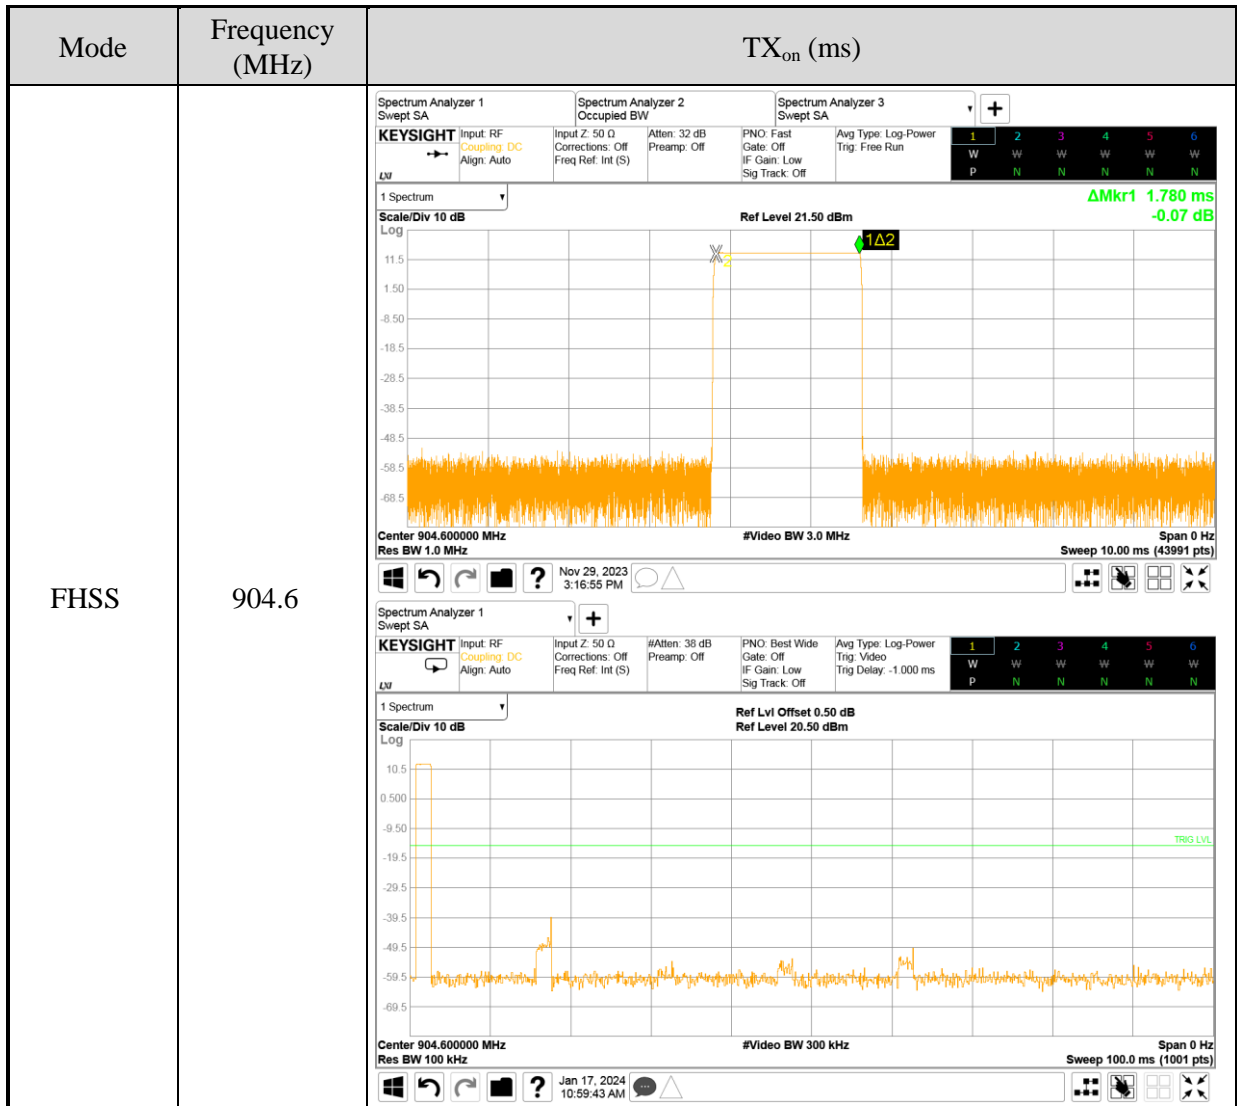 Mode
Frequency (MHz)
TXon (ms)
FHSS
904.6
Spectrum Analyzer 1
Swept SA
Spectrum Analyzer 2
Occupied BW
Spectrum Analyzer 3
Swept SA
KEYSIGHT
LXI
Input: RF
Coupling: DC
Align: Auto
Input Z: 50 Ω
Corrections: Off
Freq Ref: Int (S)
Atten: 32 dB
Preamp: Off
PNO: Fast
Gate: Off
IF Gain: Low
Sig Track: Off
Avg Type: Log-Power
Trig: Free Run
1 2 3 4 5 6
W W W W W W
P N N N N N
1 Spectrum
ΔMkr1 1.780 ms
-0.07 dB
Scale/Div 10 dB
Ref Level 21.50 dBm
Log
1Δ2
2
11.5
1.50
-8.50
-18.5
-28.5
-38.5
-48.5
-58.5
-68.5
Center 904.600000 MHz
#Video BW 3.0 MHz
Span 0 Hz
Res BW 1.0 MHz
Sweep 10.00 ms (43991 pts)
?
Nov 29, 2023
3:16:55 PM
Spectrum Analyzer 1
Swept SA
KEYSIGHT
LXI
Input: RF
Coupling: DC
Align: Auto
Input Z: 50 Ω
Corrections: Off
Freq Ref: Int (S)
#Atten: 38 dB
Preamp: Off
PNO: Best Wide
Gate: Off
IF Gain: Low
Sig Track: Off
Avg Type: Log-Power
Trig: Video
Trig Delay: -1.000 ms
1 2 3 4 5 6
W W W W W W
P N N N N N
1 Spectrum
Ref Lvl Offset 0.50 dB
Scale/Div 10 dB
Ref Level 20.50 dBm
Log
10.5
0.500
-9.50
TRIG LVL
-19.5
-29.5
-39.5
-49.5
-59.5
-69.5
Center 904.600000 MHz
#Video BW 300 kHz
Span 0 Hz
Res BW 100 kHz
Sweep 100.0 ms (1001 pts)
?
Jan 17, 2024
10:59:43 AM